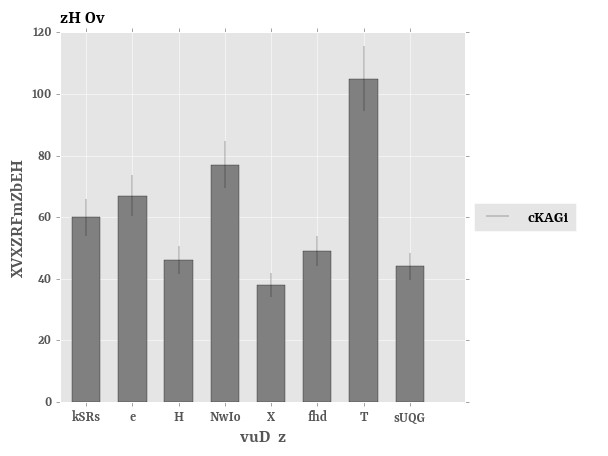 zH Ov
120
100
80
60
40
20
0
XVXZRFmZbEH
kSRs e H NwIo X fhd T sUQG
vuD z
cKAGi